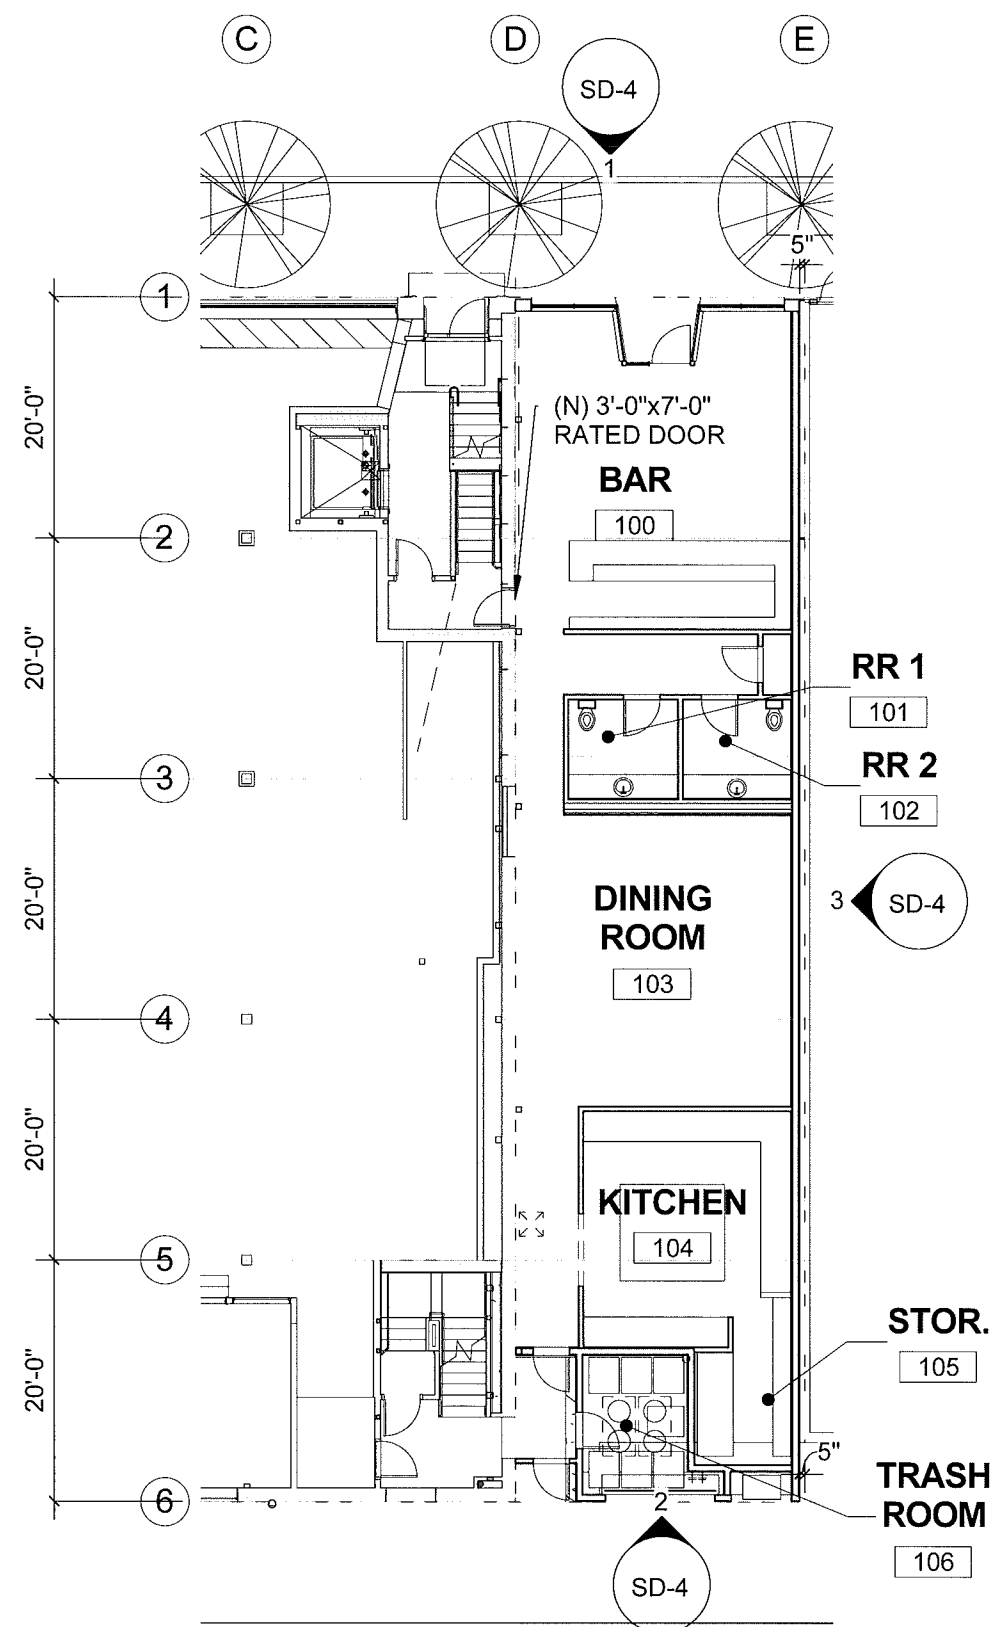 C
D
E
SD-4
1
5"
1
20'-0"
(N) 3'-0"x7'-0"
RATED DOOR
BAR
100
2
20'-0"
RR 1
101
3
RR 2
102
20'-0"
DINING
ROOM
103
3
SD-4
4
20'-0"
KITCHEN
104
5
STOR.
105
20'-0"
5"
TRASH
ROOM
106
6
2
SD-4